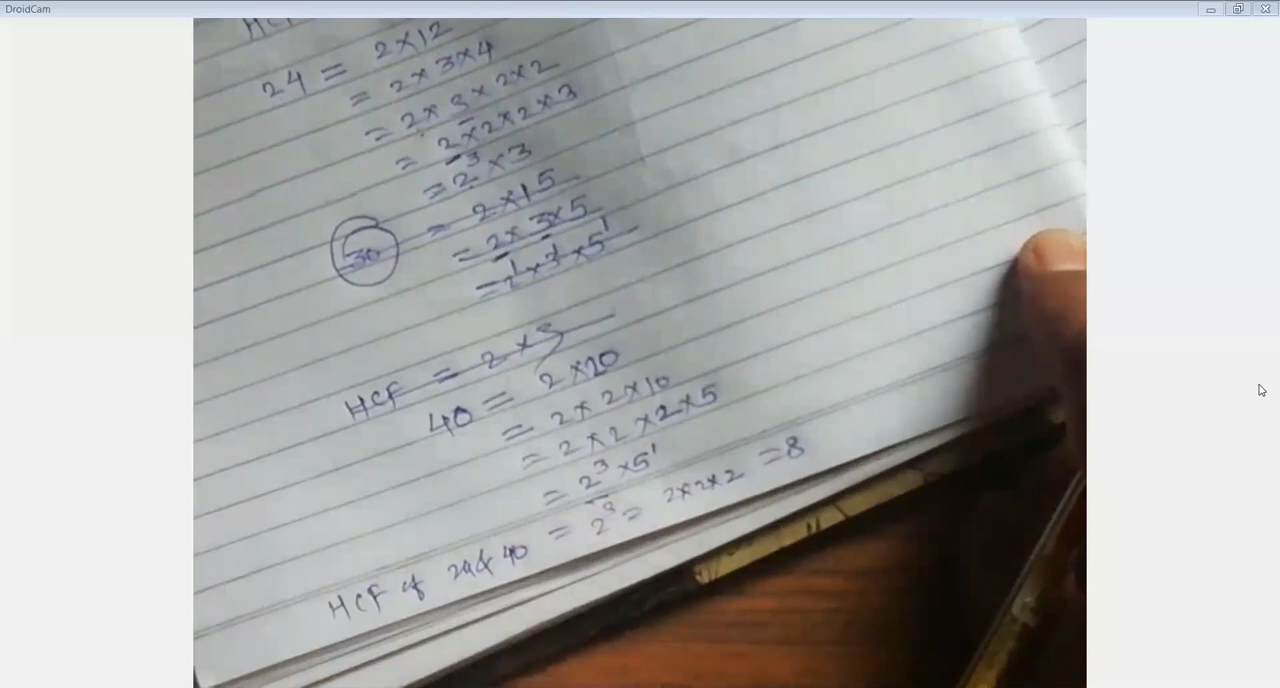 DroidCam
HCF
24 = 2×12
= 2×3×4
= 2×3×2×2
= 2×2×2×3
= 2³×3
30 = 2×15
= 2×3×5
= 2¹×3¹×5¹
HCF = 2×3
40 = 2×20
= 2×2×10
= 2×2×2×5
= 2³×5¹
HCF of 24 & 40 = 2³ = 2×2×2 = 8